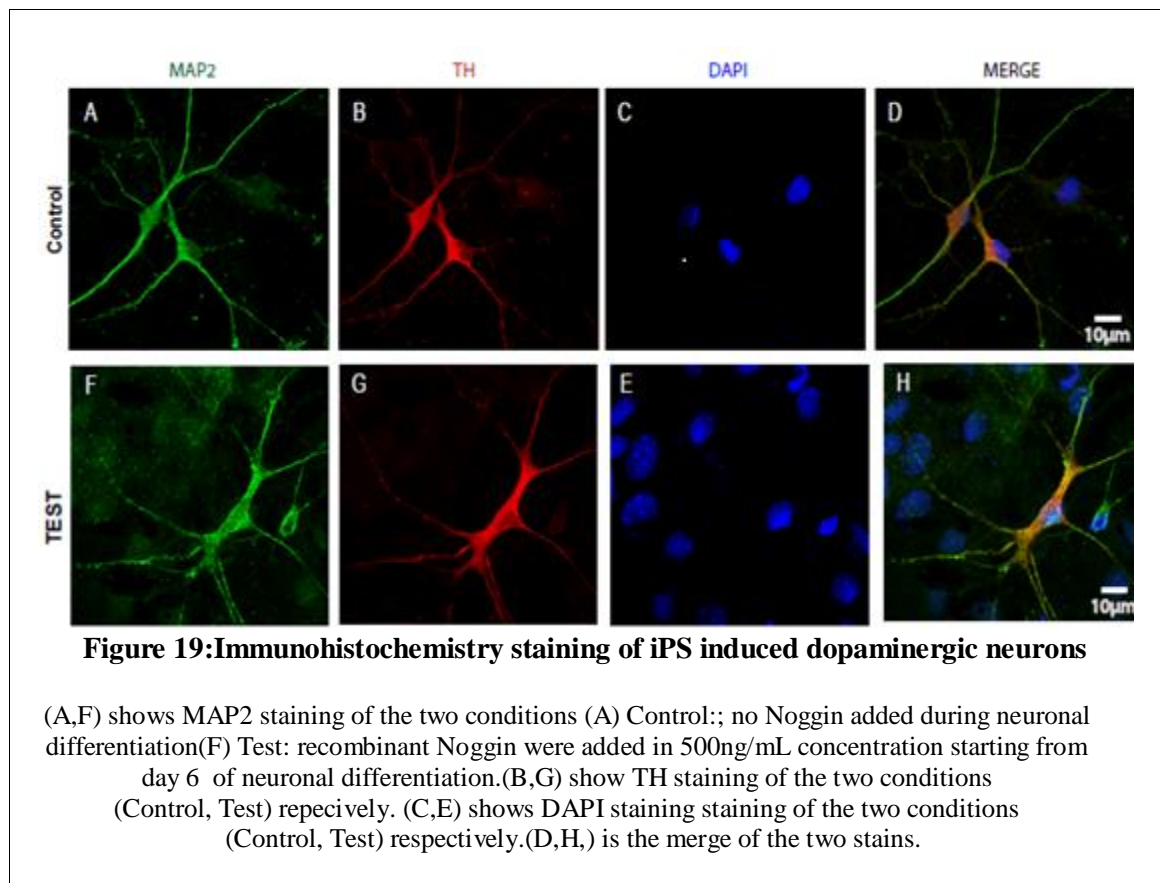 MAP2 TH DAPI MERGE
Control
A B C D
10μm
TEST
F G E H
10μm
Figure 19:Immunohistochemistry staining of iPS induced dopaminergic neurons
(A,F) shows MAP2 staining of the two conditions (A) Control:; no Noggin added during neuronal
differentiation(F) Test: recombinant Noggin were added in 500ng/mL concentration starting from
day 6 of neuronal differentiation.(B,G) show TH staining of the two conditions
(Control, Test) repecively. (C,E) shows DAPI staining staining of the two conditions
(Control, Test) respectively.(D,H,) is the merge of the two stains.